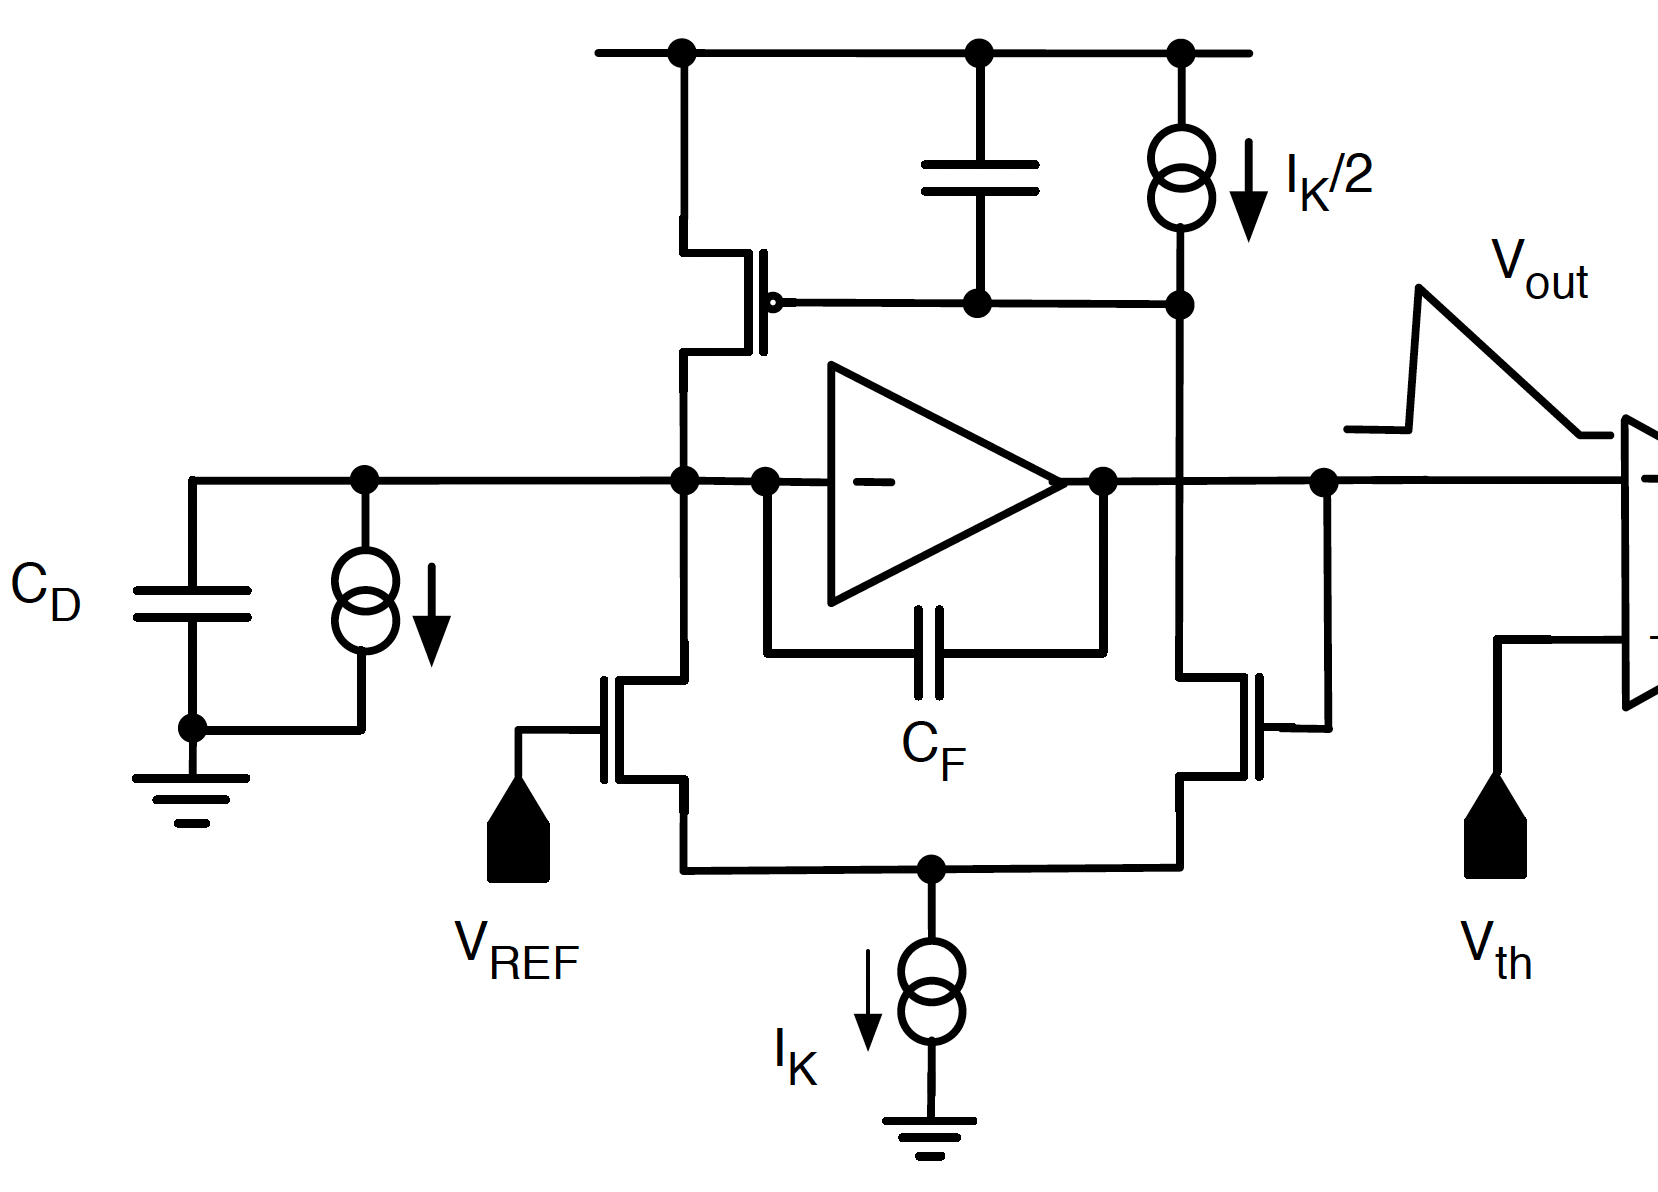 I_K/2
V_out
C_D
C_F
V_REF
V_th
I_K